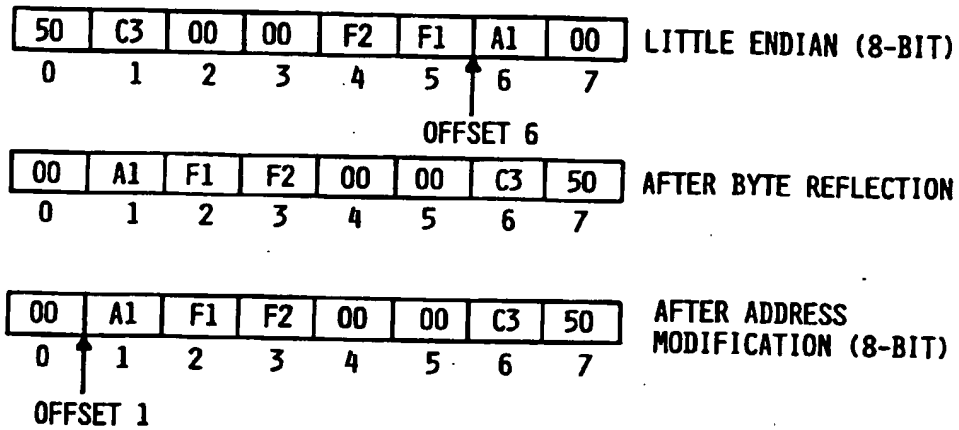 50 C3 00 00 F2 F1 A1 00 LITTLE ENDIAN (8-BIT)
0 1 2 3 4 5 6 7
OFFSET 6
00 A1 F1 F2 00 00 C3 50 AFTER BYTE REFLECTION
0 1 2 3 4 5 6 7
00 A1 F1 F2 00 00 C3 50 AFTER ADDRESS
MODIFICATION (8-BIT)
0 1 2 3 4 5 6 7
OFFSET 1